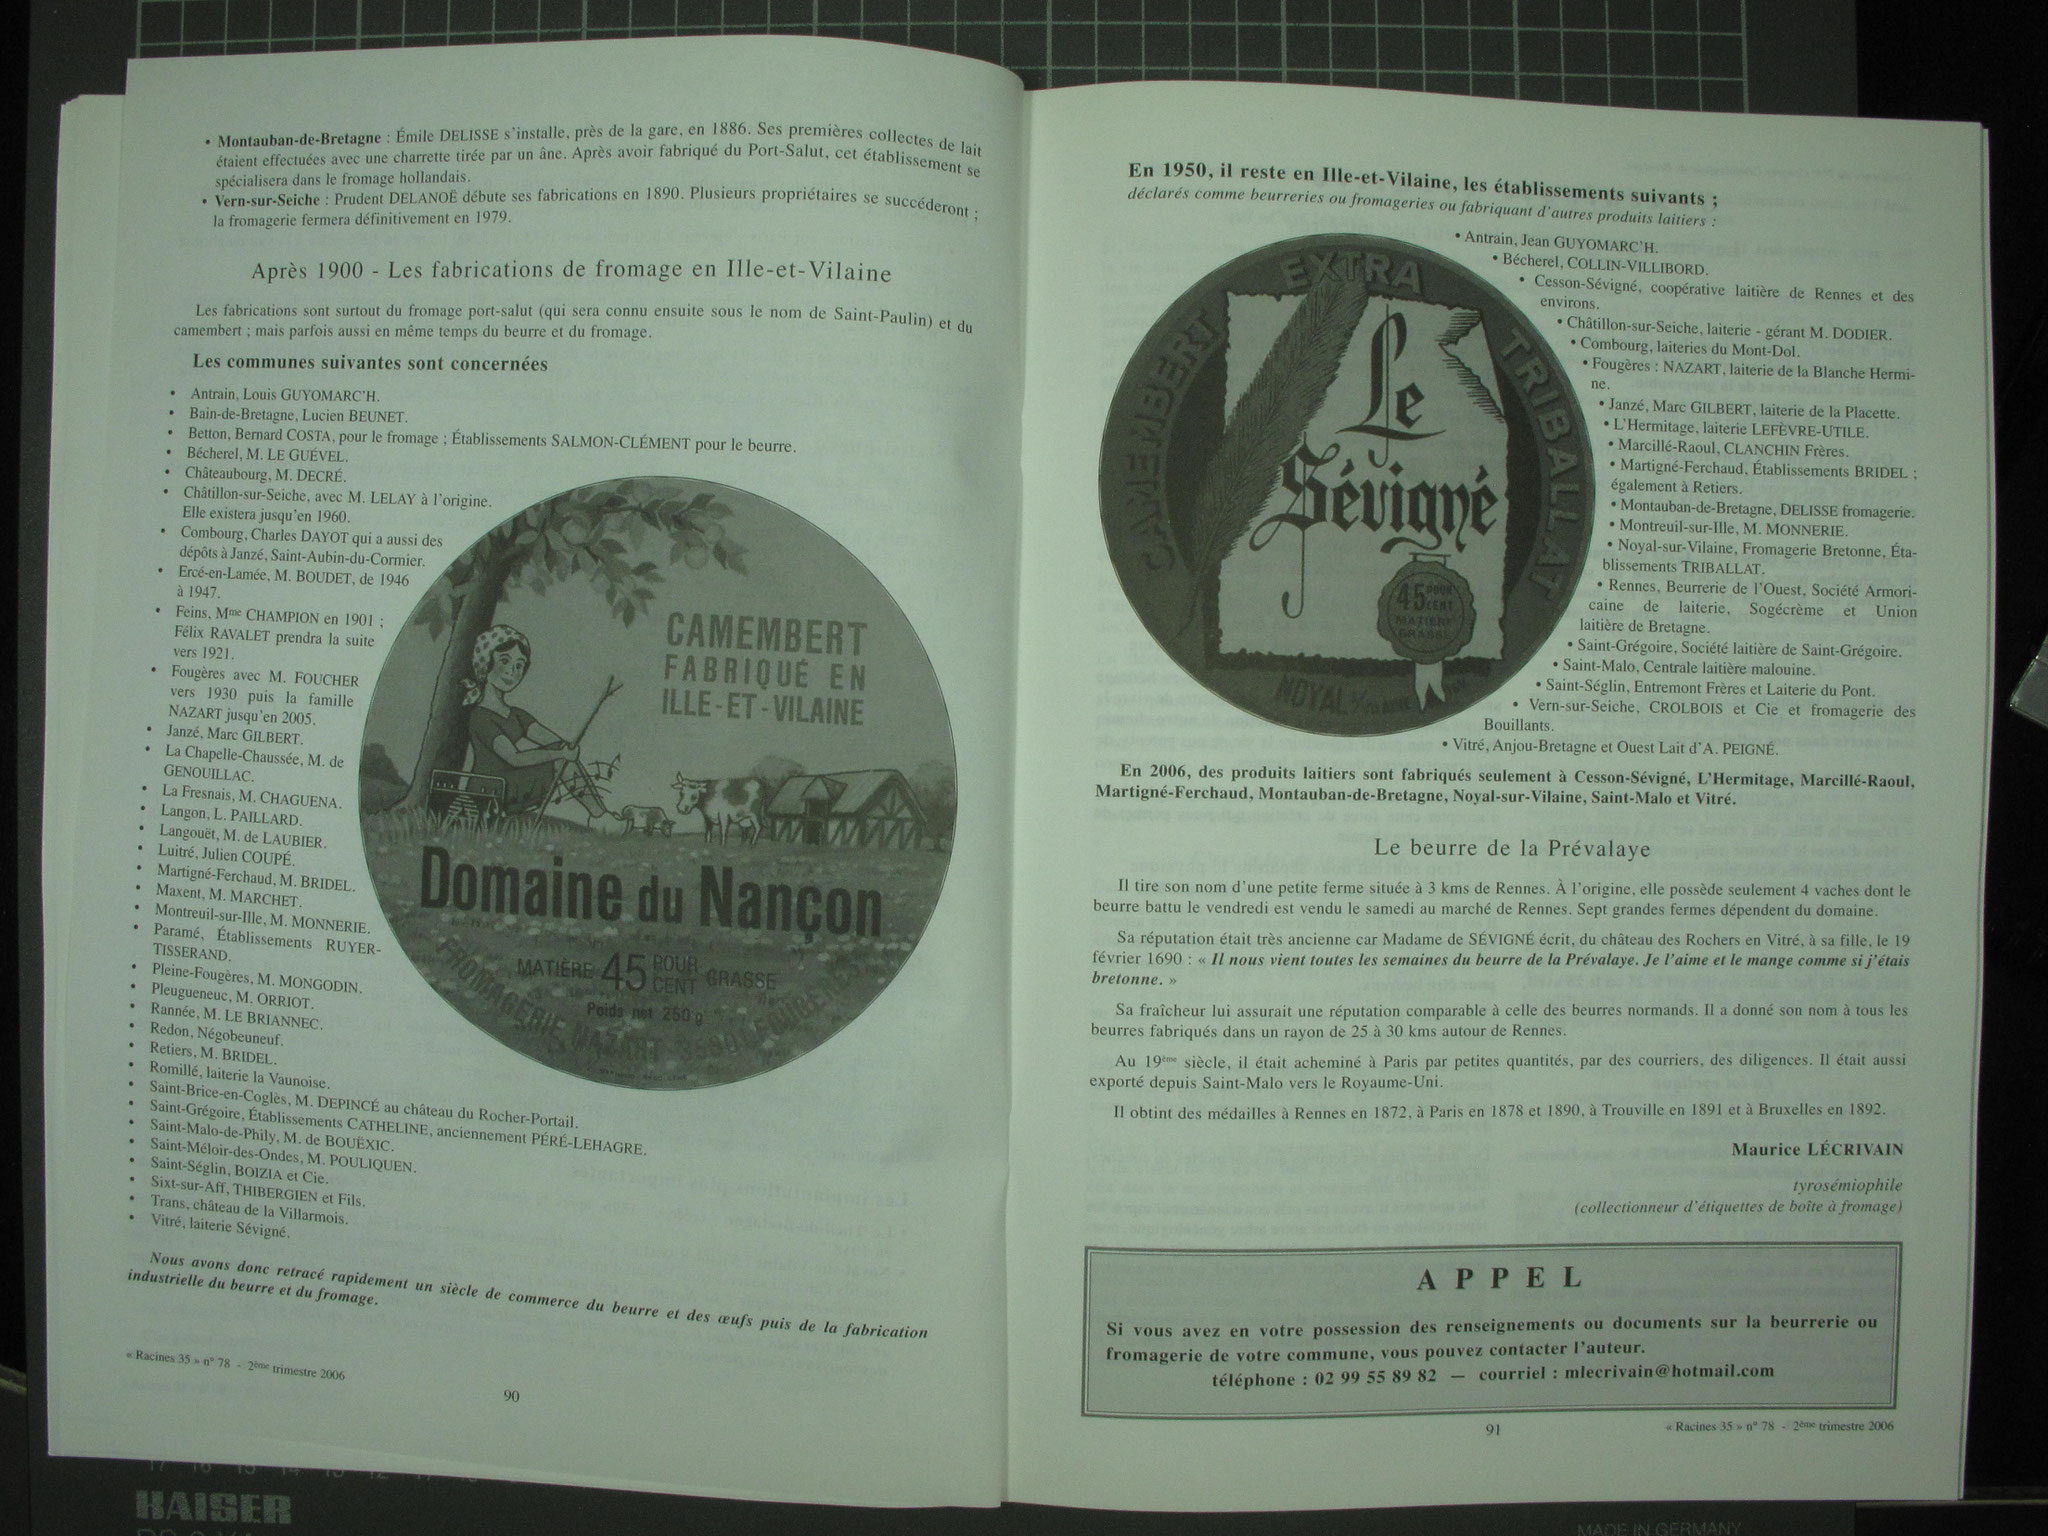 • Montauban-de-Bretagne : Émile DELISSE s'installe, près de la gare, en 1886. Ses premières collectes de lait
étaient effectuées avec une charrette tirée par un âne. Après avoir fabriqué du Port-Salut, cet établissement se
spécialisera dans le fromage hollandais.
• Vern-sur-Seiche : Prudent DELANOË débute ses fabrications en 1890. Plusieurs propriétaires se succéderont ;
la fromagerie fermera définitivement en 1979.
Après 1900 - Les fabrications de fromage en Ille-et-Vilaine
Les fabrications sont surtout du fromage port-salut (qui sera connu ensuite sous le nom de Saint-Paulin) et du
camembert ; mais parfois aussi en même temps du beurre et du fromage.
Les communes suivantes sont concernées
• Antrain, Louis GUYOMARC'H.
• Bain-de-Bretagne, Lucien BEUNET.
• Betton, Bernard COSTA, pour le fromage ; Établissements SALMON-CLÉMENT pour le beurre.
• Bécherel, M. LE GUÉVEL.
• Châteaubourg, M. DECRÉ.
• Châtillon-sur-Seiche, avec M. LELAY à l'origine.
Elle existera jusqu'en 1960.
• Combourg, Charles DAYOT qui a aussi des
dépôts à Janzé, Saint-Aubin-du-Cormier.
• Ercé-en-Lamée, M. BOUDET, de 1946
à 1947.
• Feins, Mme CHAMPION en 1901 ;
Félix RAVALET prendra la suite
vers 1921.
• Fougères avec M. FOUCHER
vers 1930 puis la famille
NAZART jusqu'en 2005.
• Janzé, Marc GILBERT.
• La Chapelle-Chaussée, M. de
GENOUILLAC.
• La Fresnais, M. CHAGUENA.
• Langon, L. PAILLARD.
• Langouët, M. de LAUBIER.
• Luitré, Julien COUPÉ.
• Martigné-Ferchaud, M. BRIDEL.
• Maxent, M. MARCHET.
• Montreuil-sur-Ille, M. MONNERIE.
• Paramé, Établissements RUYER-
TISSERAND.
• Pleine-Fougères, M. MONGODIN.
• Pleugueneuc, M. ORRIOT.
• Rannée, M. LE BRIANNEC.
• Redon, Négobeuneuf.
• Retiers, M. BRIDEL.
• Romillé, laiterie la Vaunoise.
• Saint-Brice-en-Coglès, M. DEPINCÉ au château du Rocher-Portail.
• Saint-Grégoire, Établissements CATHELINE, anciennement PÉRÉ-LEHAGRE.
• Saint-Malo-de-Phily, M. de BOUËXIC.
• Saint-Méloir-des-Ondes, M. POULIQUEN.
• Saint-Séglin, BOIZIA et Cie.
• Sixt-sur-Aff, THIBERGIEN et Fils.
• Trans, château de la Villarmois.
• Vitré, laiterie Sévigné.
CAMEMBERT
FABRIQUÉ EN
ILLE-ET-VILAINE
Domaine du Nançon
MATIÈRE 45 POUR CENT GRASSE
Poids net 250 g
FROMAGERIE NAZART 35301 FOUGÈRES
Nous avons donc retracé rapidement un siècle de commerce du beurre et des œufs puis de la fabrication
industrielle du beurre et du fromage.
« Racines 35 » n° 78 - 2ème trimestre 2006
90
En 1950, il reste en Ille-et-Vilaine, les établissements suivants ;
déclarés comme beurreries ou fromageries ou fabriquant d'autres produits laitiers :
EXTRA
CAMEMBERT
TRIBALLAT
Le
Sévigné
45 POUR CENT
MATIÈRE
GRASSE
NOYAL S/
• Antrain, Jean GUYOMARC'H.
• Bécherel, COLLIN-VILLIBORD.
• Cesson-Sévigné, coopérative laitière de Rennes et des
environs.
• Châtillon-sur-Seiche, laiterie - gérant M. DODIER.
• Combourg, laiteries du Mont-Dol.
• Fougères : NAZART, laiterie de la Blanche Hermi-
ne.
• Janzé, Marc GILBERT, laiterie de la Placette.
• L'Hermitage, laiterie LEFÈVRE-UTILE.
• Marcillé-Raoul, CLANCHIN Frères.
• Martigné-Ferchaud, Établissements BRIDEL ;
également à Retiers.
• Montauban-de-Bretagne, DELISSE fromagerie.
• Montreuil-sur-Ille, M. MONNERIE.
• Noyal-sur-Vilaine, Fromagerie Bretonne, Éta-
blissements TRIBALLAT.
• Rennes, Beurrerie de l'Ouest, Société Armori-
caine de laiterie, Sogécrème et Union
laitière de Bretagne.
• Saint-Grégoire, Société laitière de Saint-Grégoire.
• Saint-Malo, Centrale laitière malouine.
• Saint-Séglin, Entremont Frères et Laiterie du Pont.
• Vern-sur-Seiche, CROLBOIS et Cie et fromagerie des
Bouillants.
• Vitré, Anjou-Bretagne et Ouest Lait d'A. PEIGNÉ.
En 2006, des produits laitiers sont fabriqués seulement à Cesson-Sévigné, L'Hermitage, Marcillé-Raoul,
Martigné-Ferchaud, Montauban-de-Bretagne, Noyal-sur-Vilaine, Saint-Malo et Vitré.
Le beurre de la Prévalaye
Il tire son nom d'une petite ferme située à 3 kms de Rennes. À l'origine, elle possède seulement 4 vaches dont le
beurre battu le vendredi est vendu le samedi au marché de Rennes. Sept grandes fermes dépendent du domaine.
Sa réputation était très ancienne car Madame de SÉVIGNÉ écrit, du château des Rochers en Vitré, à sa fille, le 19
février 1690 : « Il nous vient toutes les semaines du beurre de la Prévalaye. Je l'aime et le mange comme si j'étais
bretonne. »
Sa fraîcheur lui assurait une réputation comparable à celle des beurres normands. Il a donné son nom à tous les
beurres fabriqués dans un rayon de 25 à 30 kms autour de Rennes.
Au 19ème siècle, il était acheminé à Paris par petites quantités, par des courriers, des diligences. Il était aussi
exporté depuis Saint-Malo vers le Royaume-Uni.
Il obtint des médailles à Rennes en 1872, à Paris en 1878 et 1890, à Trouville en 1891 et à Bruxelles en 1892.
Maurice LÉCRIVAIN
tyrosémiophile
(collectionneur d'étiquettes de boîte à fromage)
APPEL
Si vous avez en votre possession des renseignements ou documents sur la beurrerie ou
fromagerie de votre commune, vous pouvez contacter l'auteur.
téléphone : 02 99 55 89 82 — courriel : mlecrivain@hotmail.com
91
« Racines 35 » n° 78 - 2ème trimestre 2006
KAISER
MADE IN GERMANY